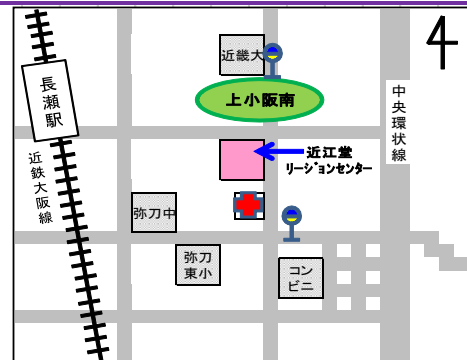 近畿大
上小阪南
長瀬駅
中央環状線
近江堂
リージョンセンター
近鉄大阪線
弥刀中
弥刀
東小
コン
ビニ